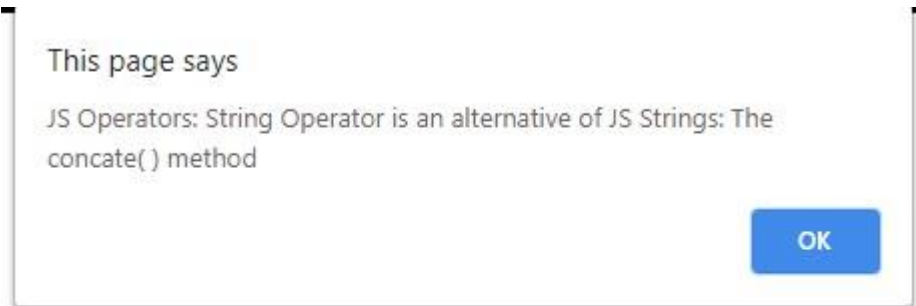 This page says
JS Operators: String Operator is an alternative of JS Strings: The
concate( ) method
OK